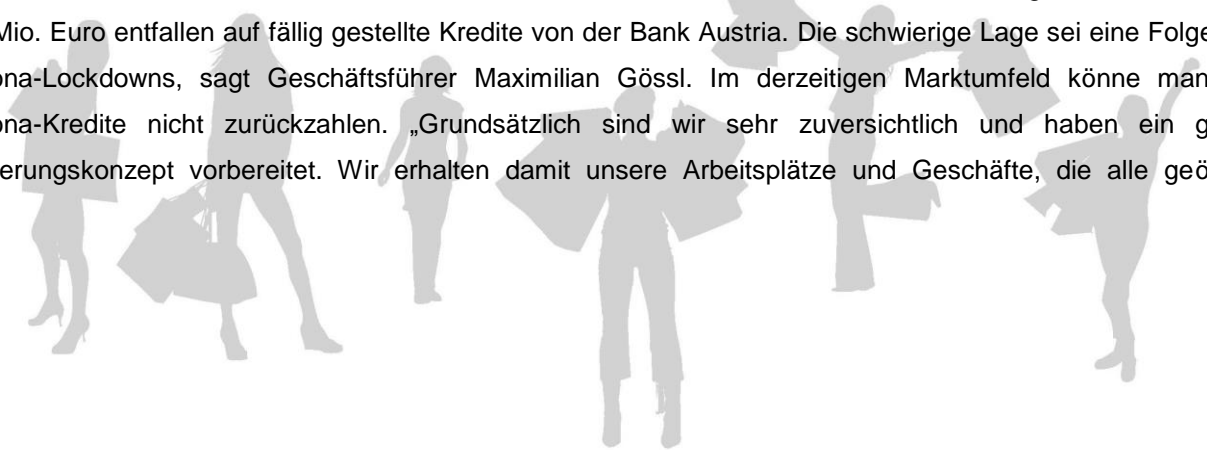 Mio. Euro entfallen auf fällig gestellte Kredite von der Bank Austria. Die schwierige Lage sei eine Folge
ona-Lockdowns, sagt Geschäftsführer Maximilian Gössl. Im derzeitigen Marktumfeld könne man
ona-Kredite nicht zurückzahlen. „Grundsätzlich sind wir sehr zuversichtlich und haben ein g
erungskonzept vorbereitet. Wir erhalten damit unsere Arbeitsplätze und Geschäfte, die alle geö